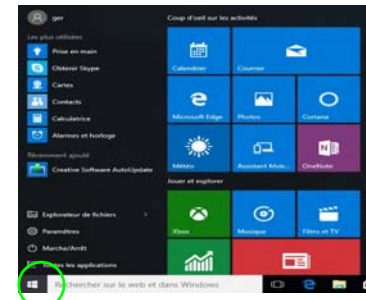 ger
Les plus utilisées
Prise en main
Obtenir Skype
Cartes
Contacts
Calculatrice
Alarmes et horloge
Récemment ajouté
Creative Software AutoUpdate
Explorateur de fichiers
Paramètres
Marche/Arrêt
Toutes les applications
Rechercher sur le web et dans Windows
Coup d'oeil sur les activités
Calendrier
Courrier
Microsoft Edge
Photos
Cortana
Météo
Assistant Mob...
OneNote
Jouer et explorer
Xbox
Musique
Films et TV